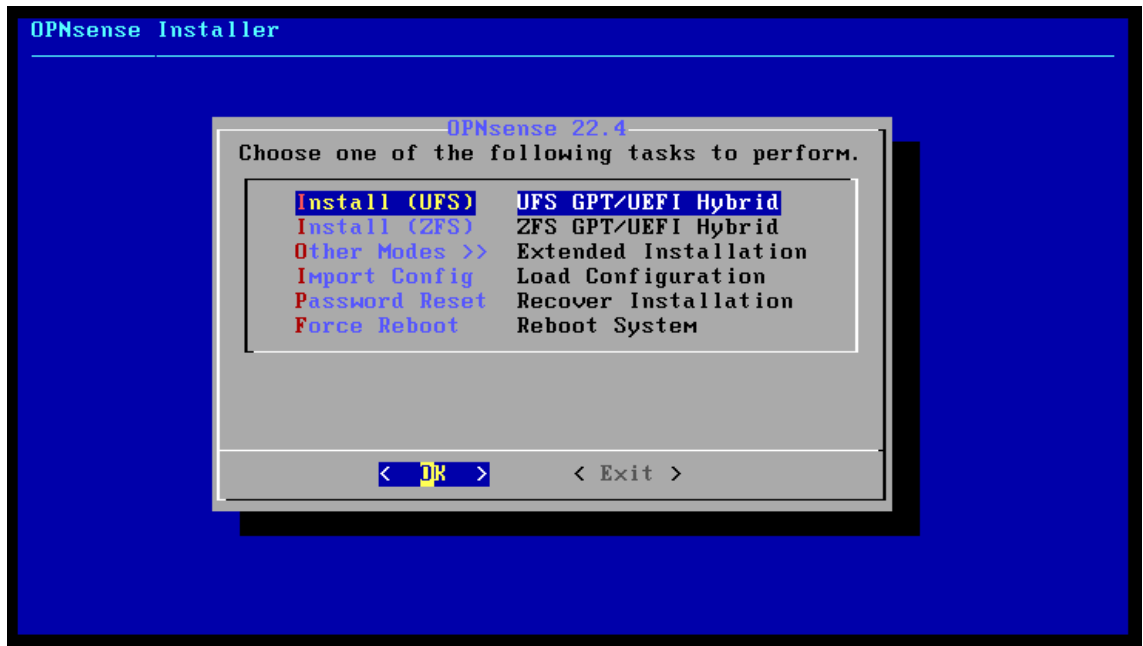 OPNsense Installer
OPNsense 22.4
Choose one of the following tasks to perform.
Install (UFS) UFS GPT/UEFI Hybrid
Install (ZFS) ZFS GPT/UEFI Hybrid
Other Modes >> Extended Installation
Import Config Load Configuration
Password Reset Recover Installation
Force Reboot Reboot System
< OK > < Exit >